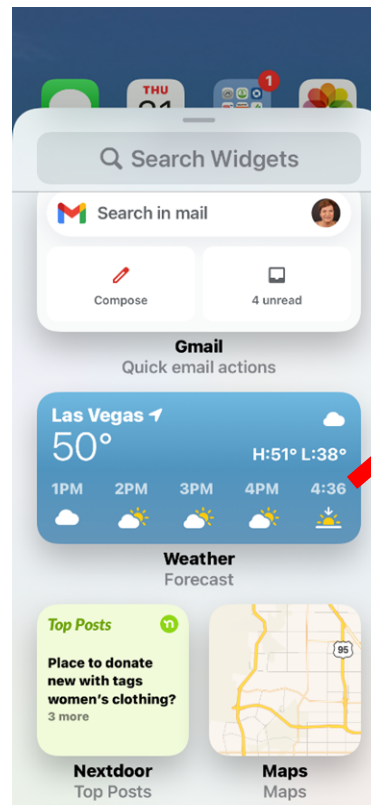 THU
1
Search Widgets
Search in mail
Compose
4 unread
Gmail
Quick email actions
Las Vegas
50°
H:51° L:38°
1PM 2PM 3PM 4PM 4:36
Weather
Forecast
Top Posts
Place to donate
new with tags
women's clothing?
3 more
95
Nextdoor
Top Posts
Maps
Maps